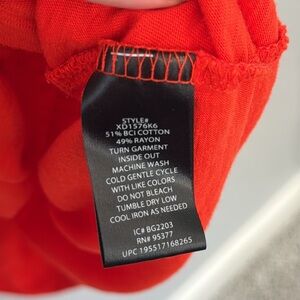 STYLE#
XD1576K6
51% BCI COTTON
49% RAYON
TURN GARMENT
INSIDE OUT
MACHINE WASH
COLD GENTLE CYCLE
WITH LIKE COLORS
DO NOT BLEACH
TUMBLE DRY LOW
COOL IRON AS NEEDED
IC# BG2203
RN# 95377
UPC 195517168265